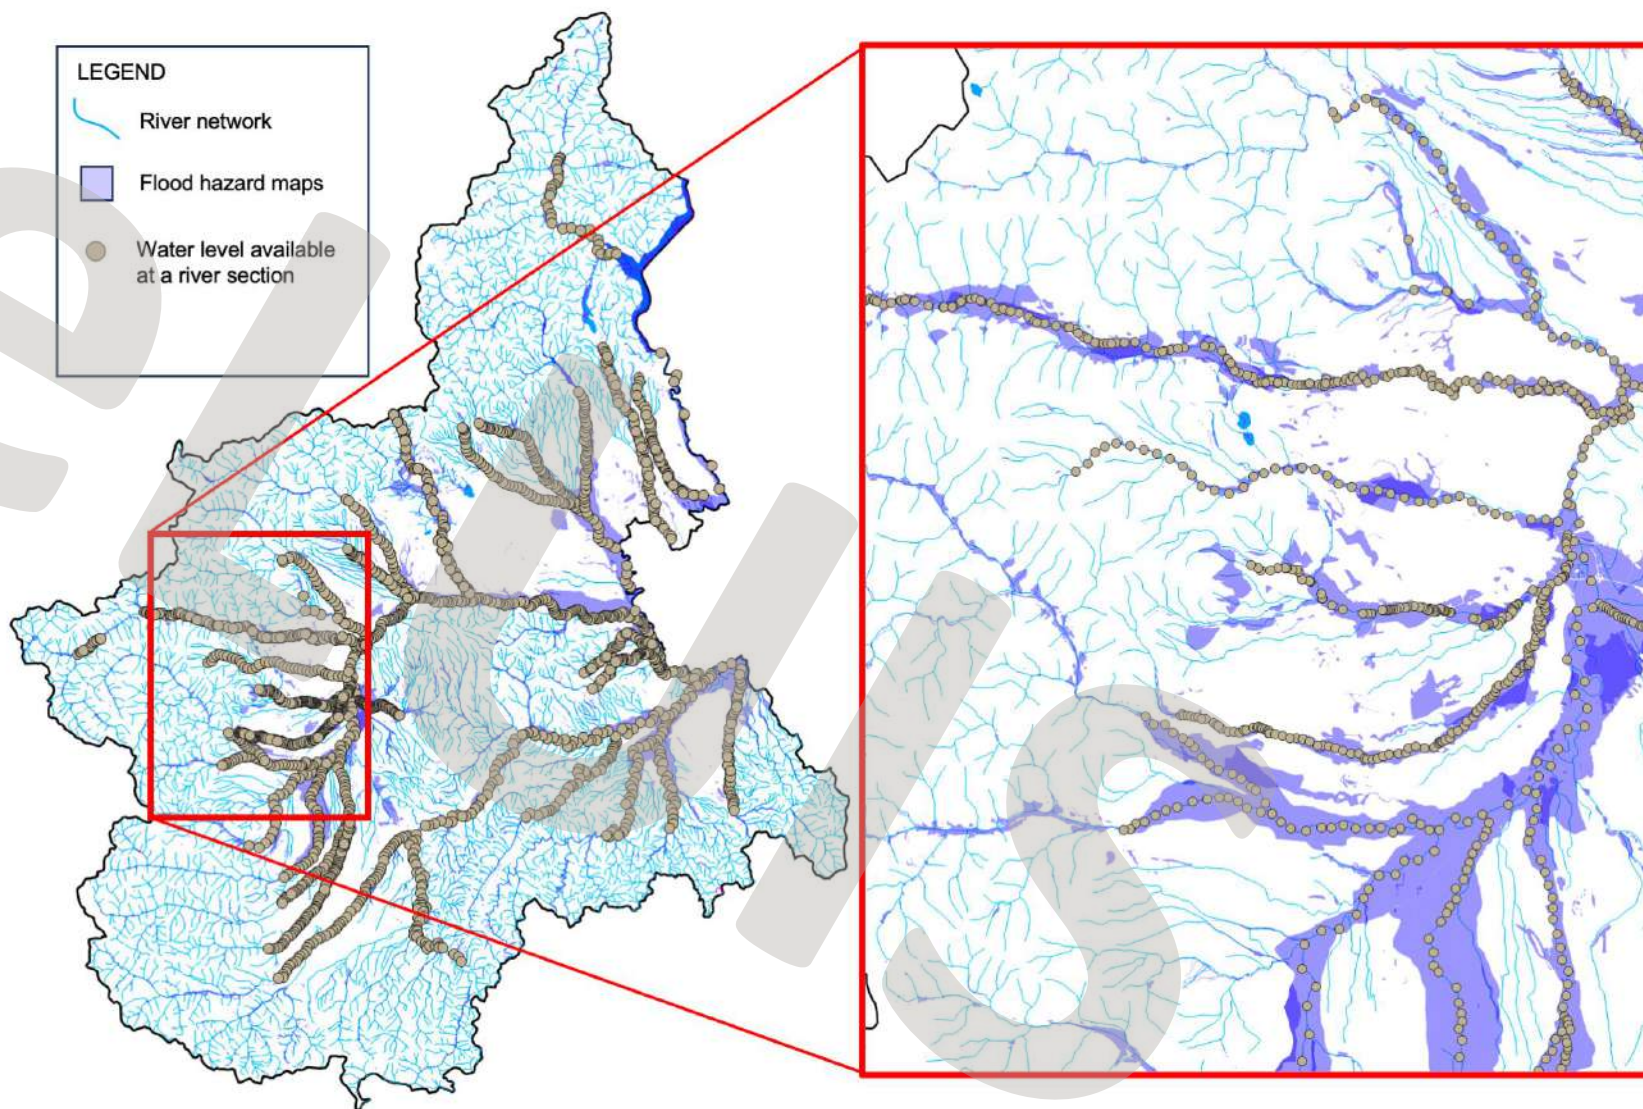 LEGEND
River network
Flood hazard maps
Water level available
at a river section